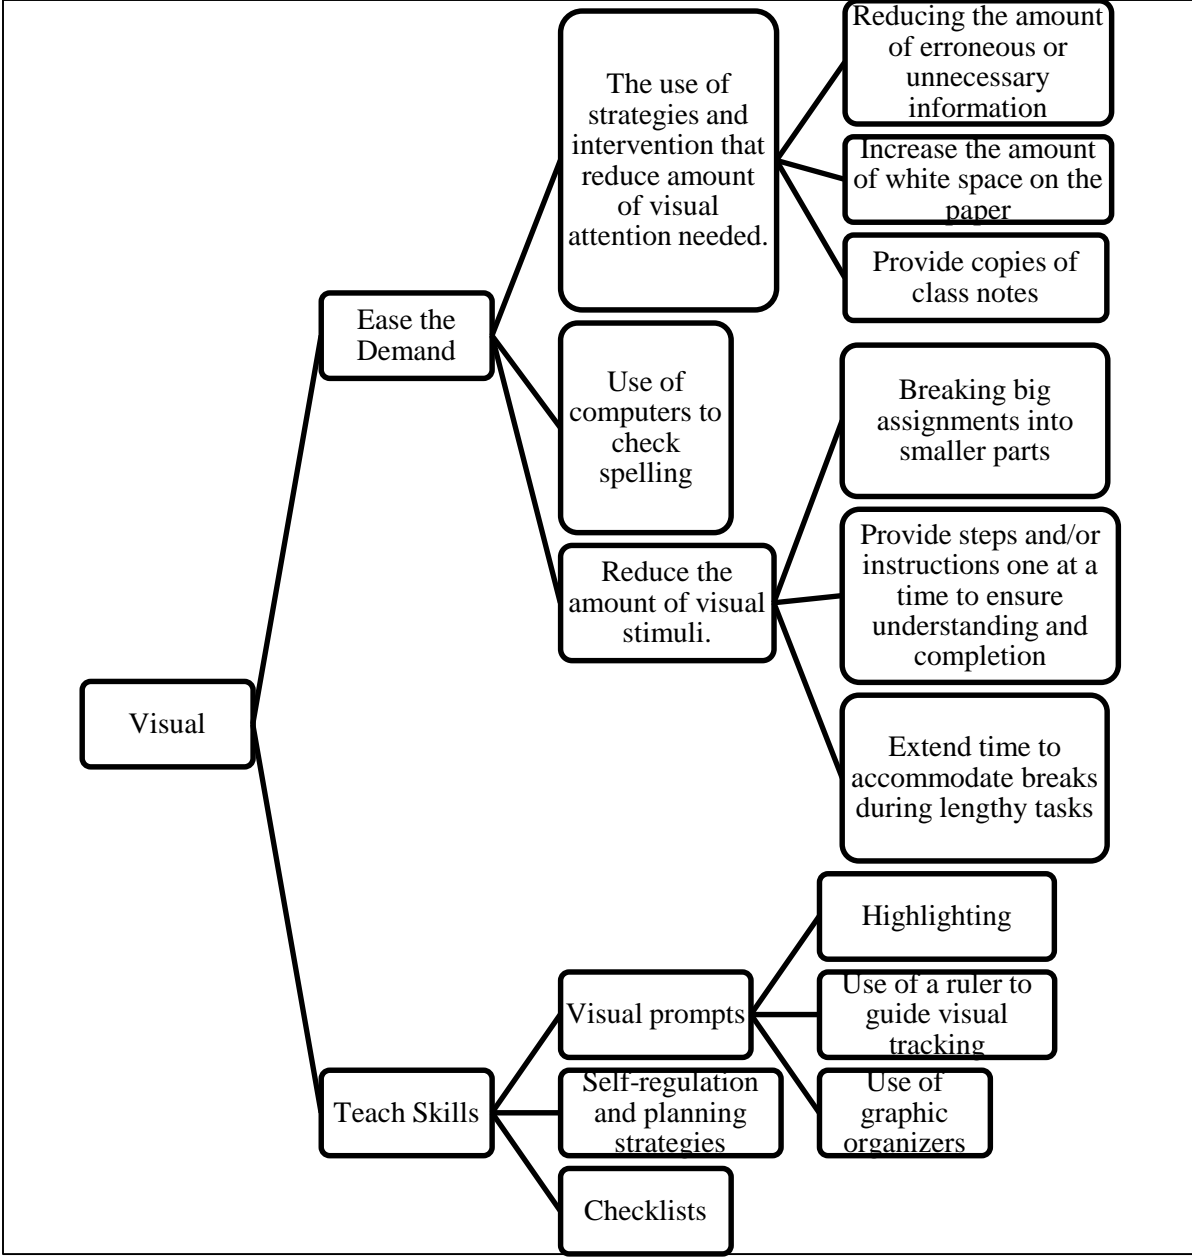 Visual
Ease the
Demand
The use of
strategies and
intervention that
reduce amount
of visual
attention needed.
Reducing the amount
of erroneous or
unnecessary
information
Increase the amount
of white space on the
paper
Provide copies of
class notes
Use of
computers to
check
spelling
Reduce the
amount of visual
stimuli.
Breaking big
assignments into
smaller parts
Provide steps and/or
instructions one at a
time to ensure
understanding and
completion
Extend time to
accommodate breaks
during lengthy tasks
Teach Skills
Visual prompts
Highlighting
Use of a ruler to
guide visual
tracking
Use of
graphic
organizers
Self-regulation
and planning
strategies
Checklists